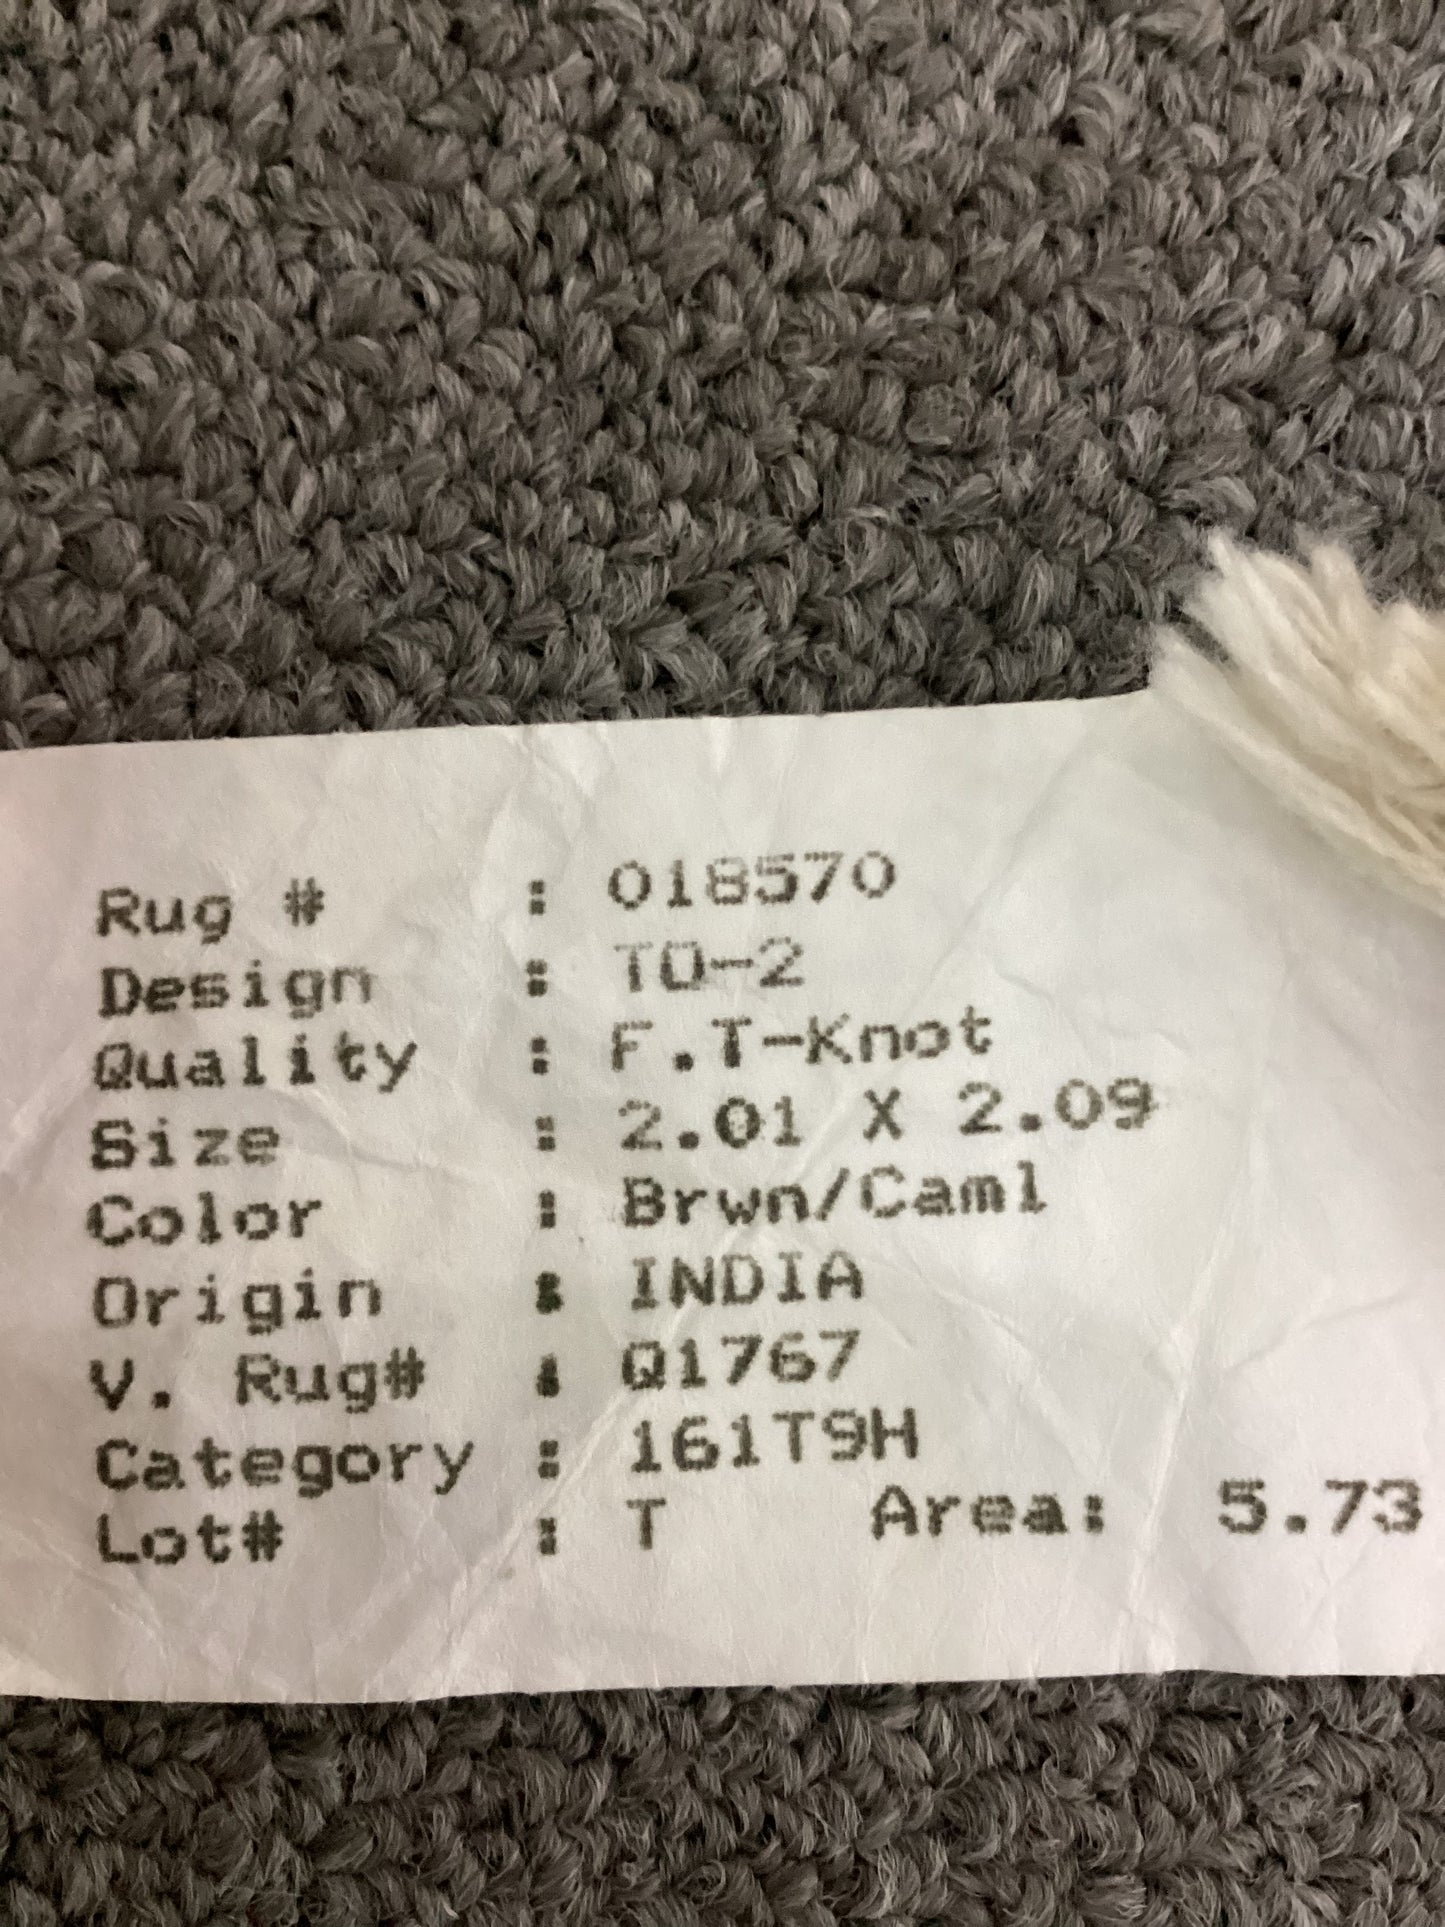 Rug # : 018570
Design : TO-2
Quality : F.T-Knot
Size : 2.01 X 2.09
Color : Brwn/Caml
Origin : INDIA
V. Rug# : Q1767
Category : 161T9H
Lot# : T Area: 5.73